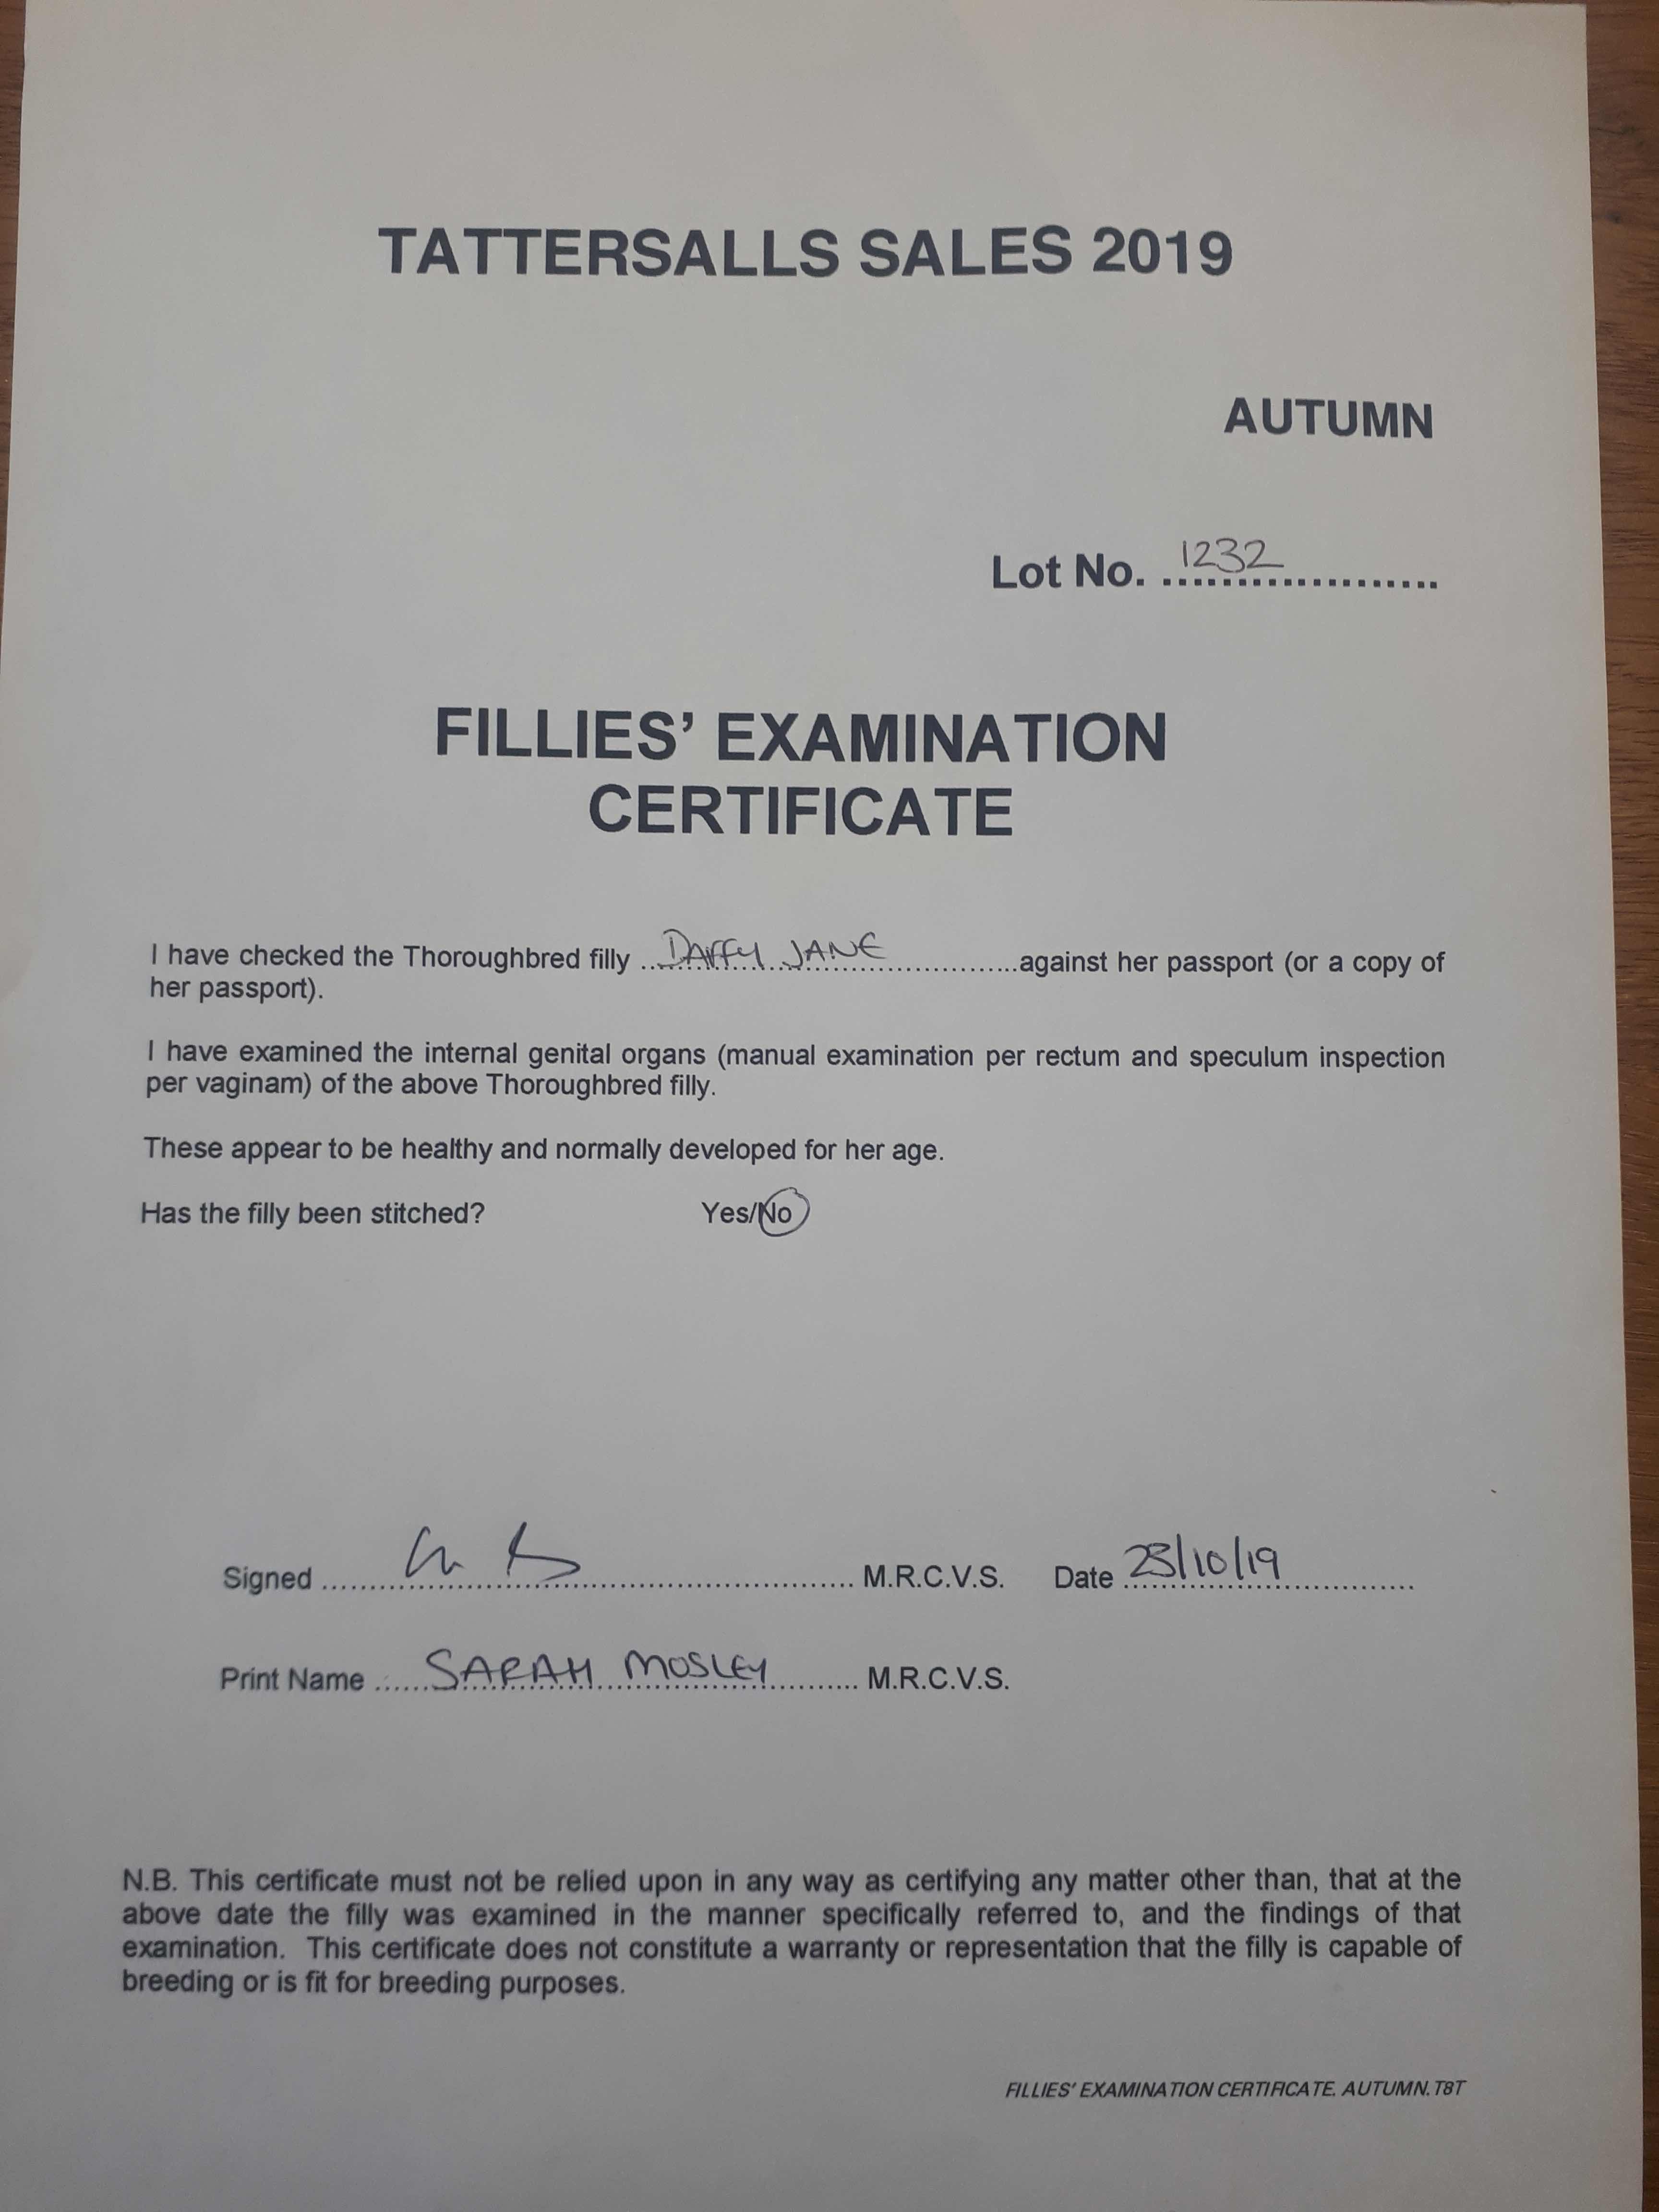 TATTERSALLS SALES 2019
AUTUMN
Lot No. 1232
FILLIES' EXAMINATION
CERTIFICATE
I have checked the Thoroughbred filly ...DAFFY JANE...against her passport (or a copy of
her passport).
I have examined the internal genital organs (manual examination per rectum and speculum inspection
per vaginam) of the above Thoroughbred filly.
These appear to be healthy and normally developed for her age.
Has the filly been stitched? Yes/No
Signed ... M.R.C.V.S. Date /10/19
Print Name ...SARAH MOSLEY... M.R.C.V.S.
N.B. This certificate must not be relied upon in any way as certifying any matter other than, that at the
above date the filly was examined in the manner specifically referred to, and the findings of that
examination. This certificate does not constitute a warranty or representation that the filly is capable of
breeding or is fit for breeding purposes.
FILLIES' EXAMINATION CERTIFICATE. AUTUMN. T8T